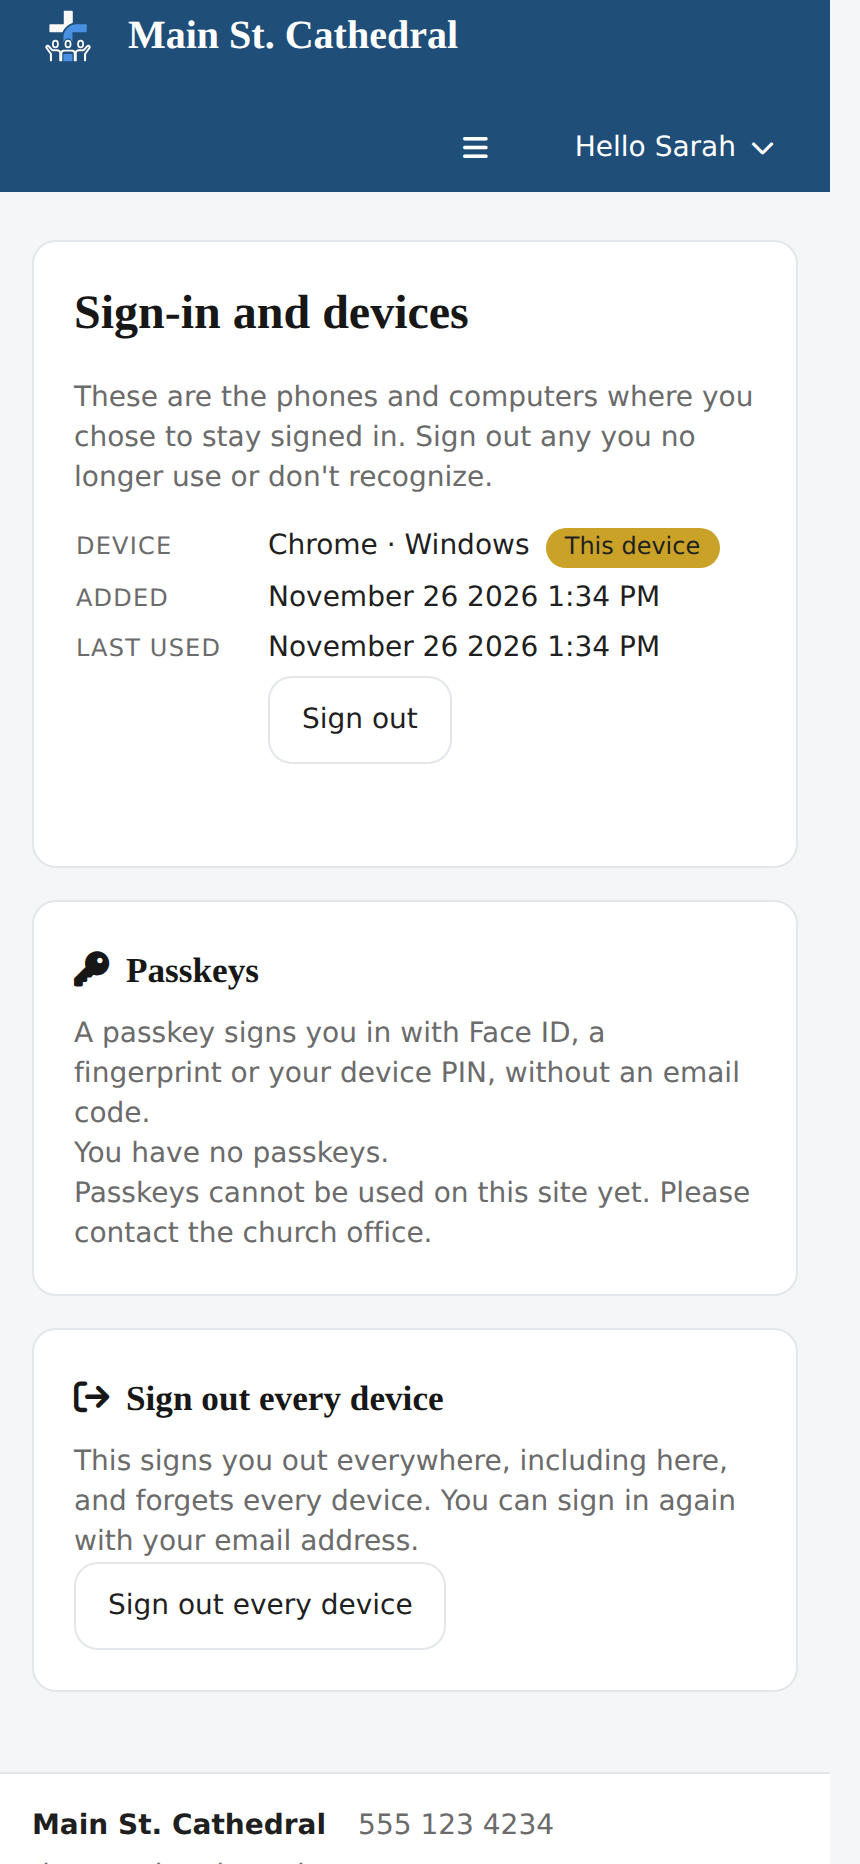 Main St. Cathedral
Hello Sarah
Sign-in and devices
These are the phones and computers where you
chose to stay signed in. Sign out any you no
longer use or don't recognize.
DEVICE Chrome · Windows This device
ADDED November 26 2026 1:34 PM
LAST USED November 26 2026 1:34 PM
Sign out
Passkeys
A passkey signs you in with Face ID, a
fingerprint or your device PIN, without an email
code.
You have no passkeys.
Passkeys cannot be used on this site yet. Please
contact the church office.
Sign out every device
This signs you out everywhere, including here,
and forgets every device. You can sign in again
with your email address.
Sign out every device
Main St. Cathedral 555 123 4234